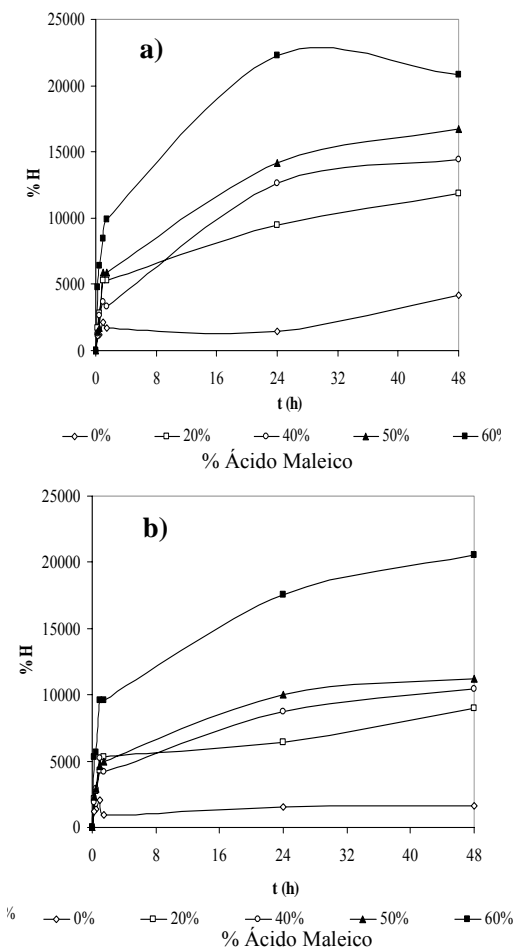 a)
25000
20000
15000
10000
5000
0
% H
0 8 16 24 32 40 48
t (h)
0% 20% 40% 50% 60%
% Ácido Maleico
b)
25000
20000
15000
10000
5000
0
% H
0 8 16 24 32 40 48
t (h)
% 0% 20% 40% 50% 60%
% Ácido Maleico